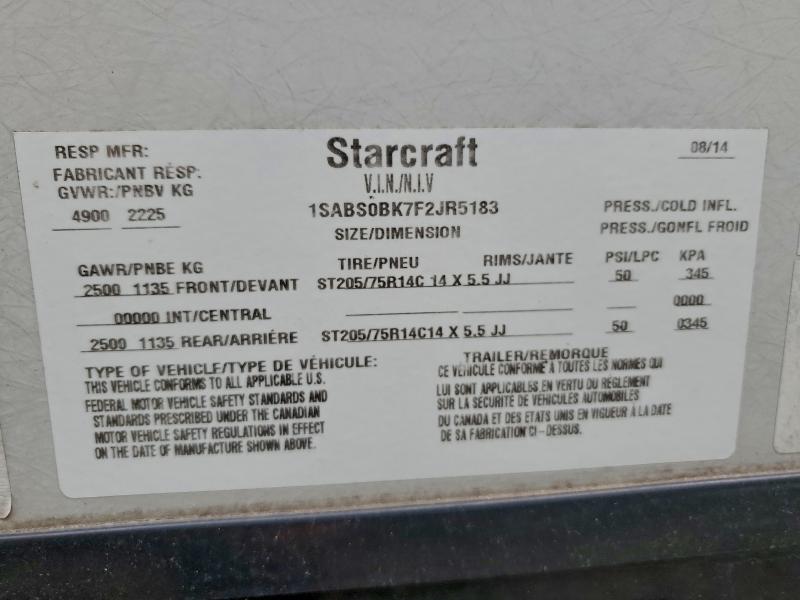 RESP MFR: Starcraft 08/14
FABRICANT RESP: V.I.N./N.I.V
GVWR:/PNBV KG
4900 2225 1SABS0BK7F2JR5183 PRESS./COLD INFL.
SIZE/DIMENSION PRESS./GONFL FROID
GAWR/PNBE KG TIRE/PNEU RIMS/JANTE PSI/LPC KPA
2500 1135 FRONT/DEVANT ST205/75R14C 14 X 5.5 JJ 50 345
00000 INT/CENTRAL 0000
2500 1135 REAR/ARRIÉRE ST205/75R14C14 X 5.5 JJ 50 0345
TYPE OF VEHICLE/TYPE DE VÉHICULE: TRAILER/REMORQUE
THIS VEHICLE CONFORMS TO ALL APPLICABLE U.S.
FEDERAL MOTOR VEHICLE SAFETY STANDARDS AND
STANDARDS PRESCRIBED UNDER THE CANADIAN
MOTOR VEHICLE SAFETY REGULATIONS IN EFFECT
ON THE DATE OF MANUFACTURE SHOWN ABOVE.
CE VÉHICULE CONFORME À TOUTES LES NORMES QUI
LUI SONT APPLICABLES EN VERTU DU RÈGLEMENT
SUR LA SECURITE DE VÉHICULES AUTOMOBILES
DU CANADA ET DES ETATS UNIS EN VIGUEUR À LA DATE
DE SA FABRICATION CI-DESSUS.